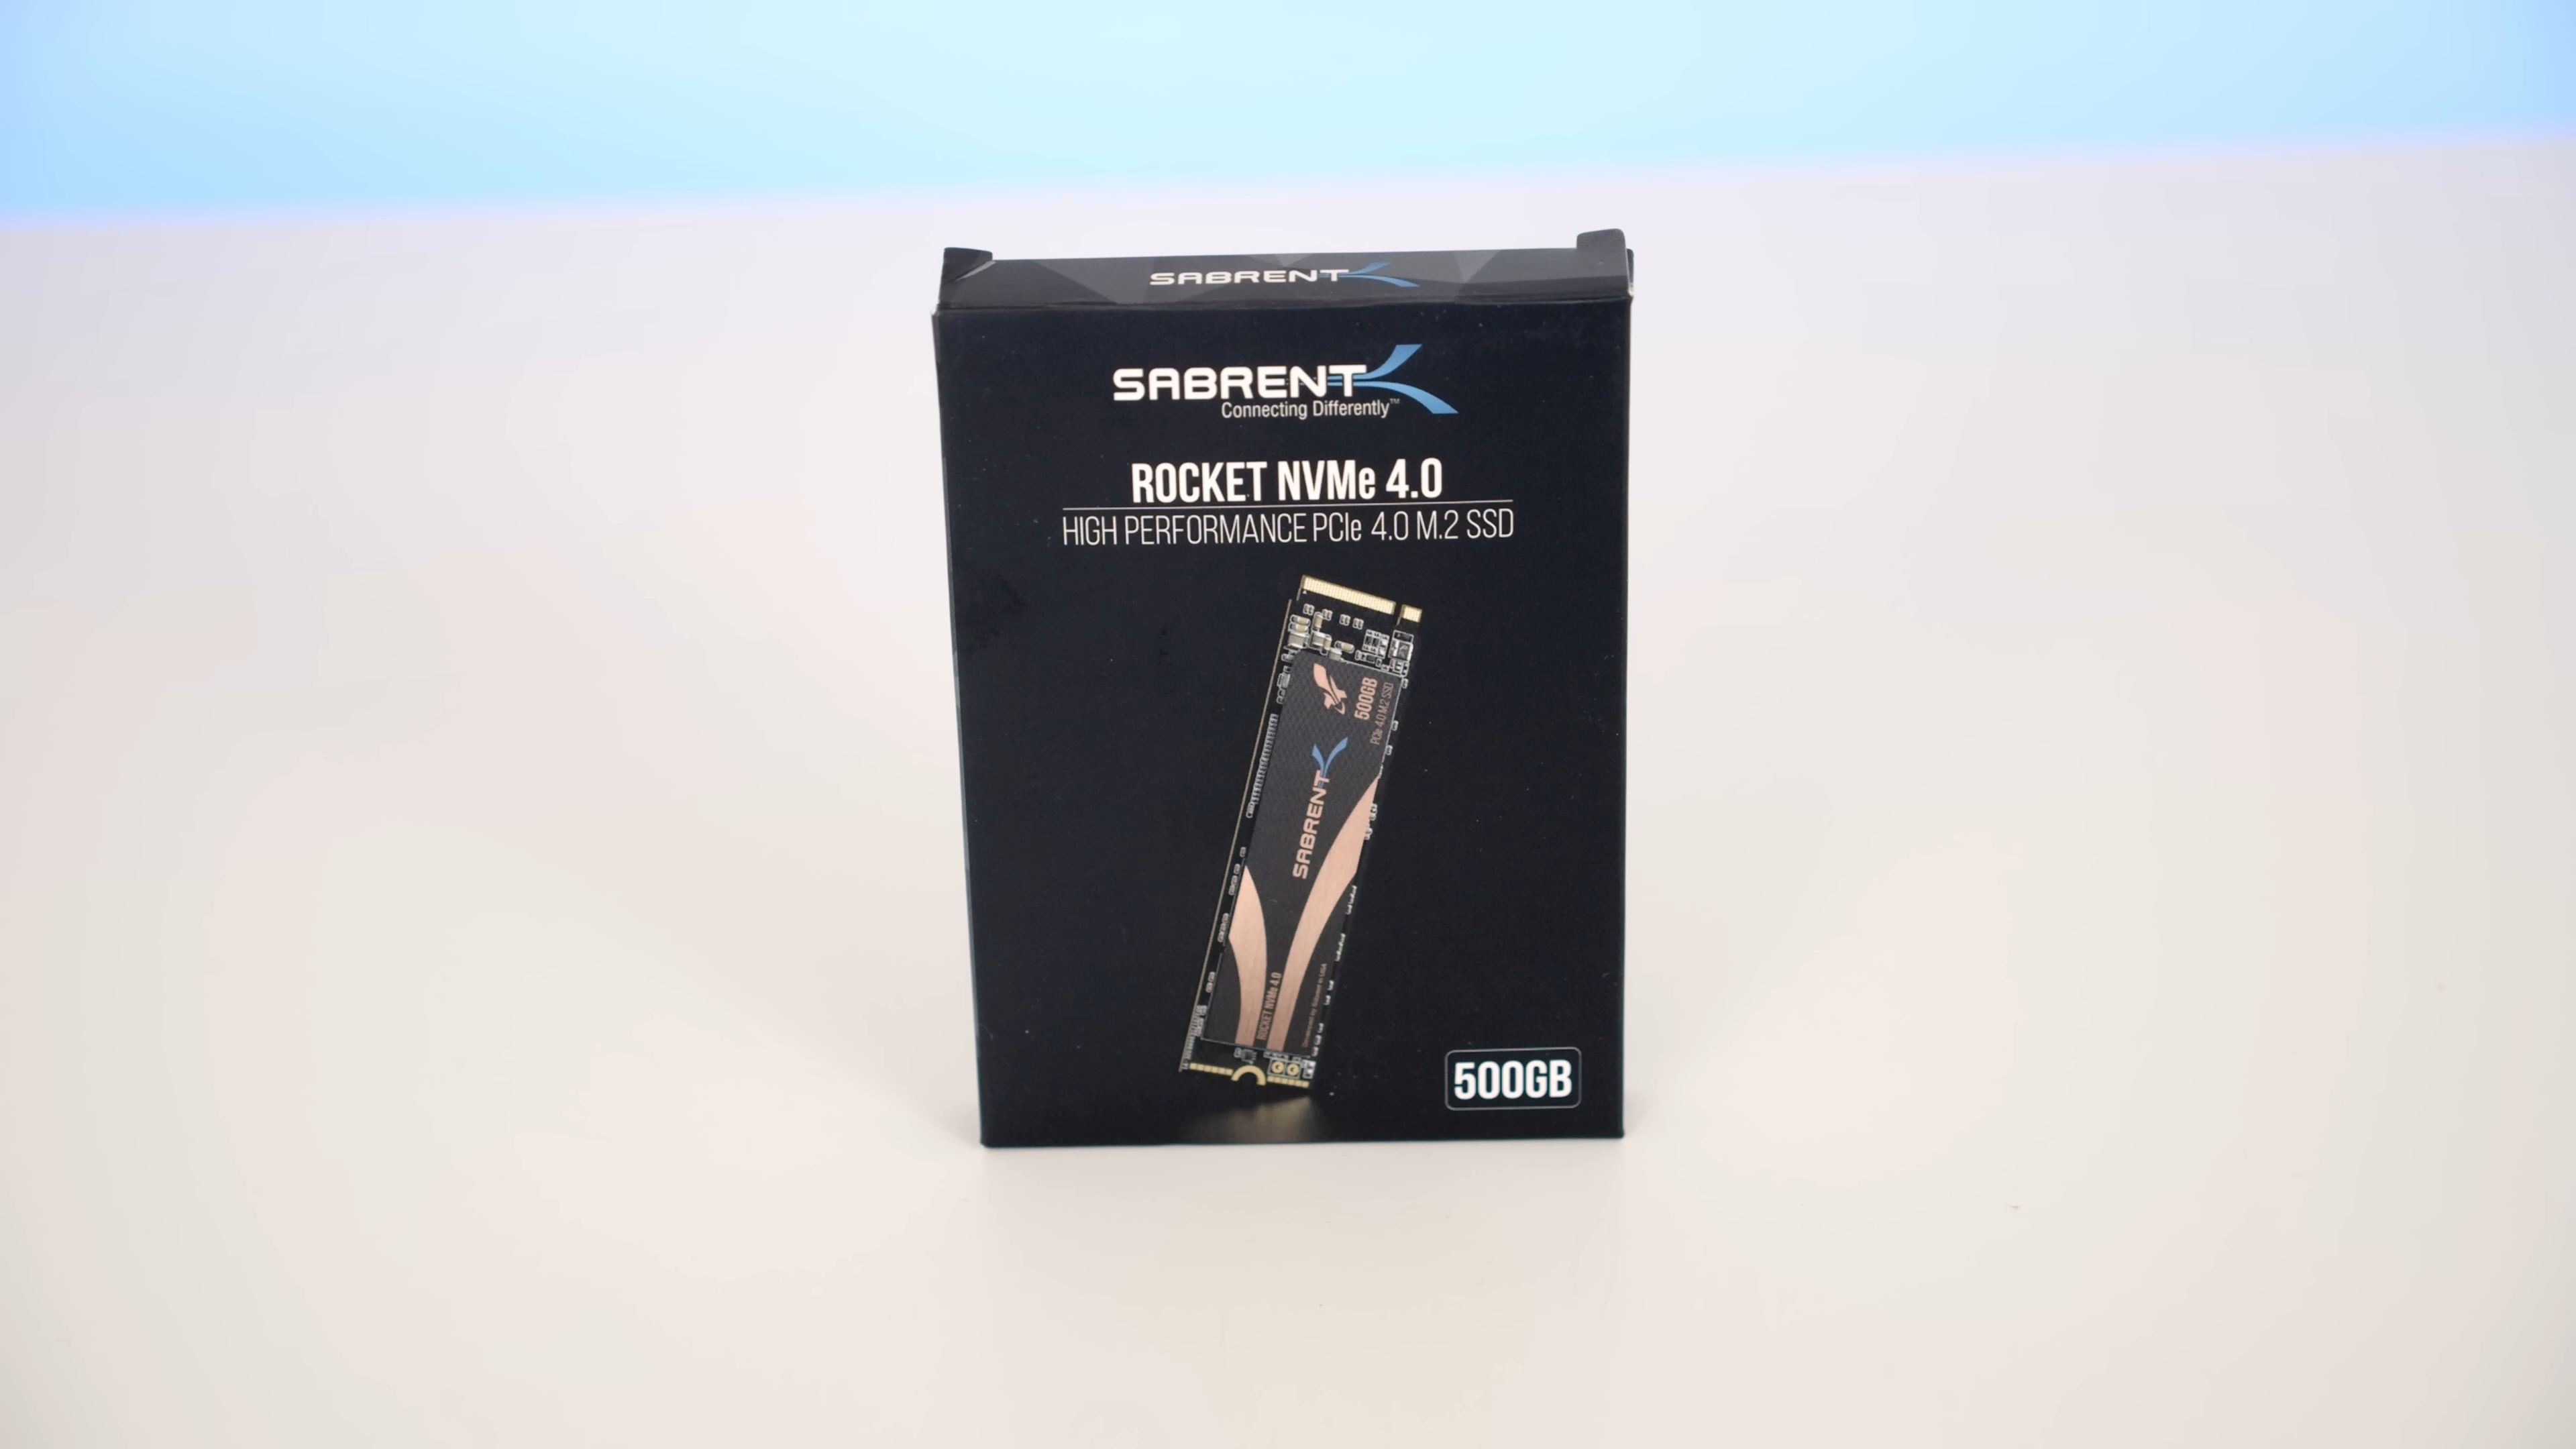 SABRENT
SABRENT
Connecting Differently™
ROCKET NVMe 4.0
HIGH PERFORMANCE PCIe 4.0 M.2 SSD
500GB
PCIe 4.0 M.2 SSD
SABRENT
ROCKET NVMe 4.0
500GB